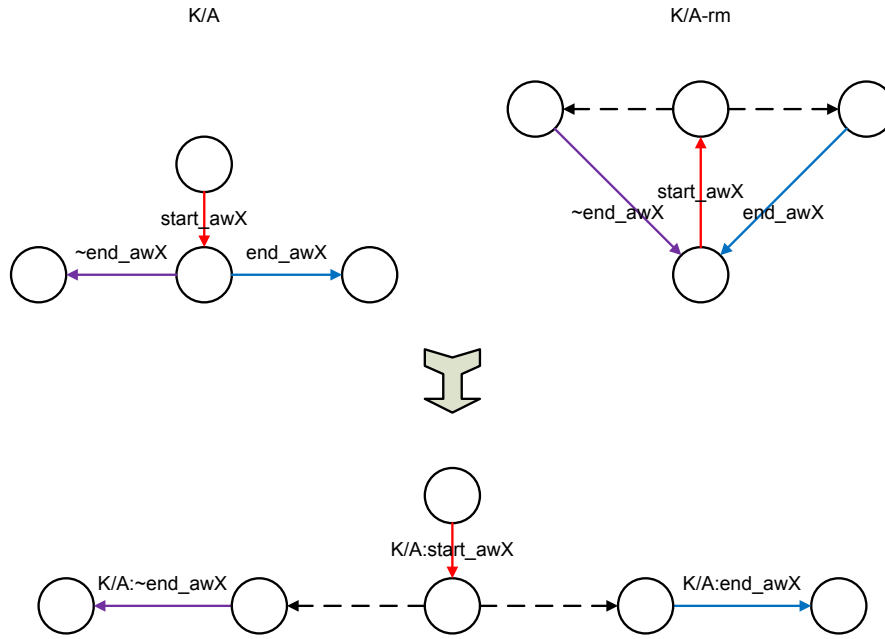 K/A
K/A-rm
start_awX
~end_awX
end_awX
start_awX
~end_awX
end_awX
K/A:start_awX
K/A:~end_awX
K/A:end_awX